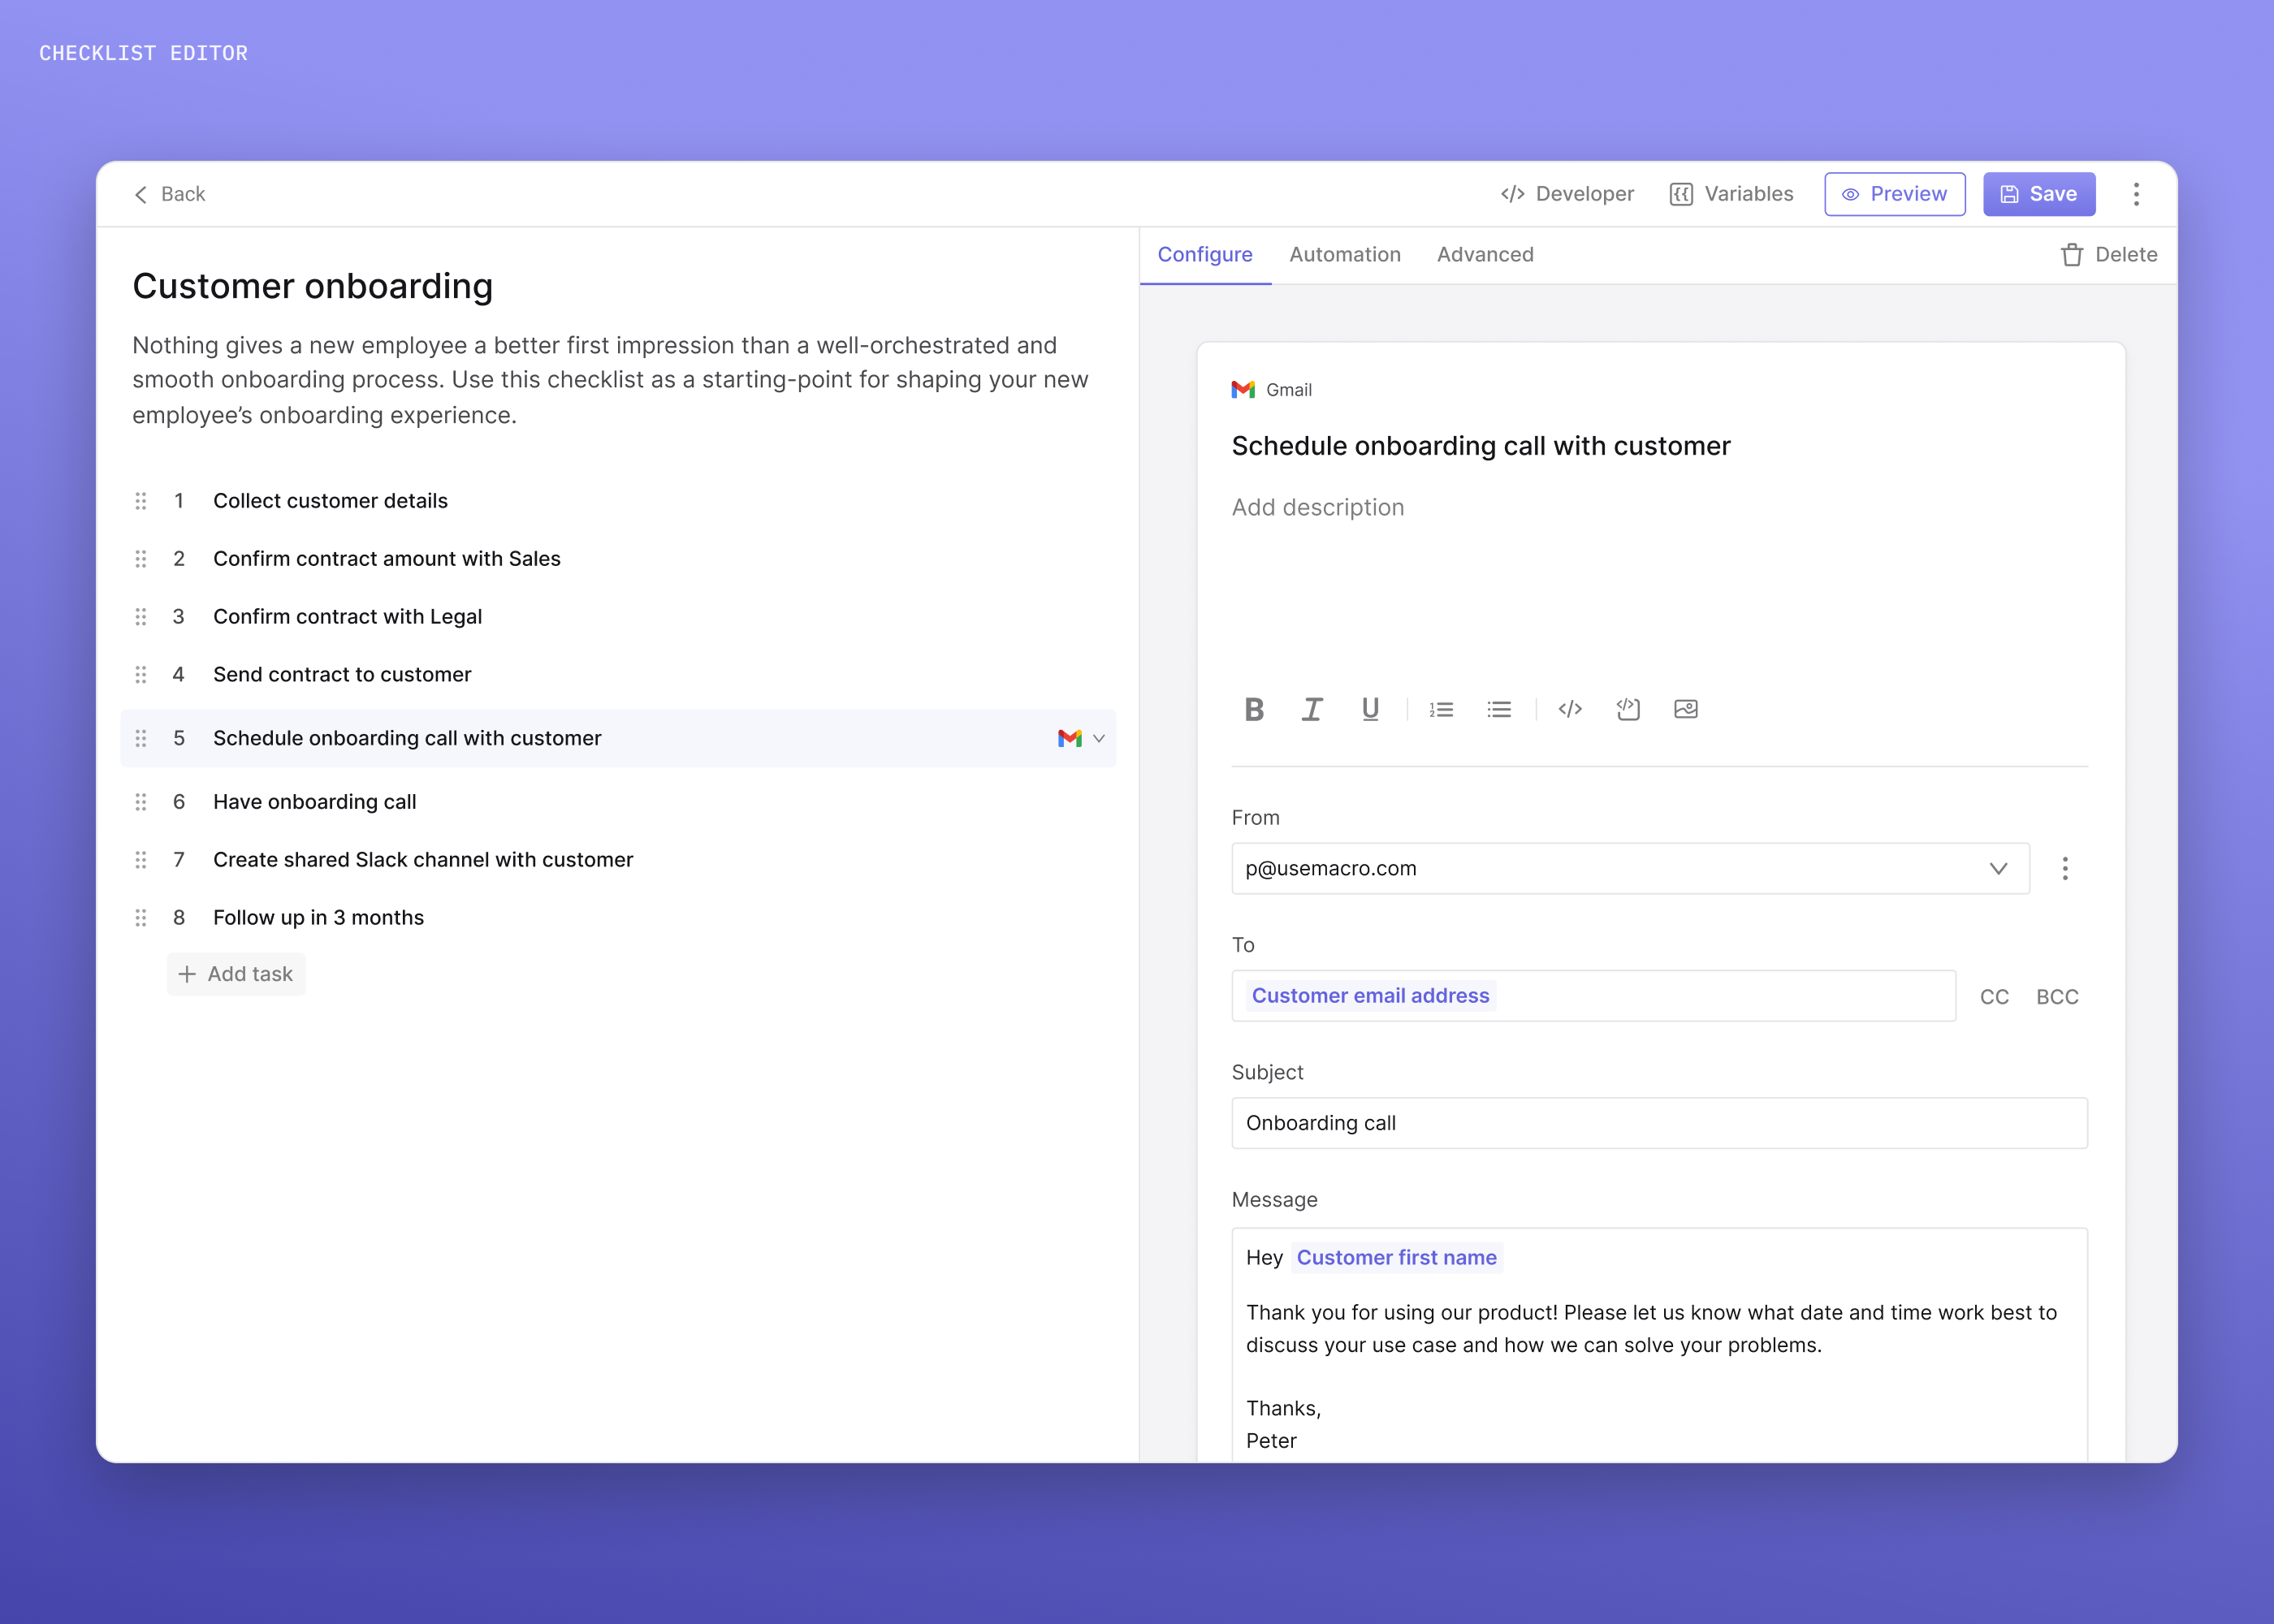 CHECKLIST EDITOR
Back
Developer
Variables
Preview
Save
Customer onboarding
Nothing gives a new employee a better first impression than a well-orchestrated and
smooth onboarding process. Use this checklist as a starting-point for shaping your new
employee’s onboarding experience.
1 Collect customer details
2 Confirm contract amount with Sales
3 Confirm contract with Legal
4 Send contract to customer
5 Schedule onboarding call with customer
6 Have onboarding call
7 Create shared Slack channel with customer
8 Follow up in 3 months
Add task
Configure
Automation
Advanced
Delete
Gmail
Schedule onboarding call with customer
Add description
From
p@usemacro.com
To
Customer email address
CC
BCC
Subject
Onboarding call
Message
Hey Customer first name
Thank you for using our product! Please let us know what date and time work best to
discuss your use case and how we can solve your problems.
Thanks,
Peter